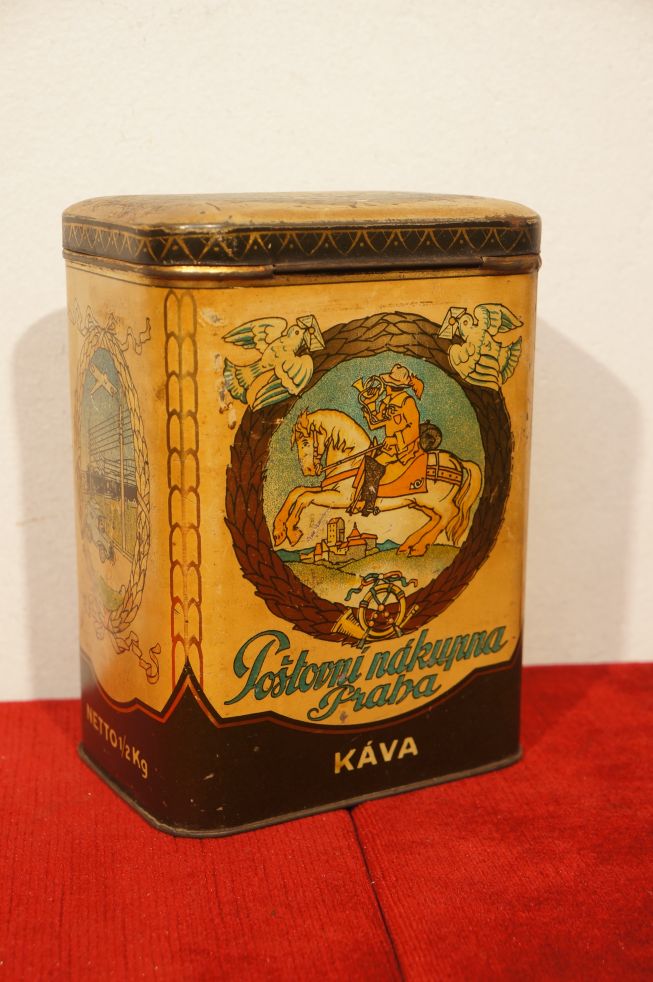 Poštovní nákupna
Praha
KÁVA
NETTO 1/2 Kg